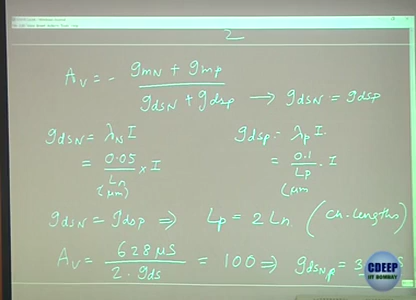 2
Av = - gmN + gmp / gdsN + gdsp → gdsN = gdsp
gdsN = λN I gdsp = λp I.
= 0.05 / Ln (μm) × I = 0.1 / Lp (μm . I
gdsN = gdsp ⇒ Lp = 2 Ln (ch-lengths)
Av = 628 μS / 2. gds = 100 ⇒ gdsN,p = 3
CDEEP
IIT BOMBAY